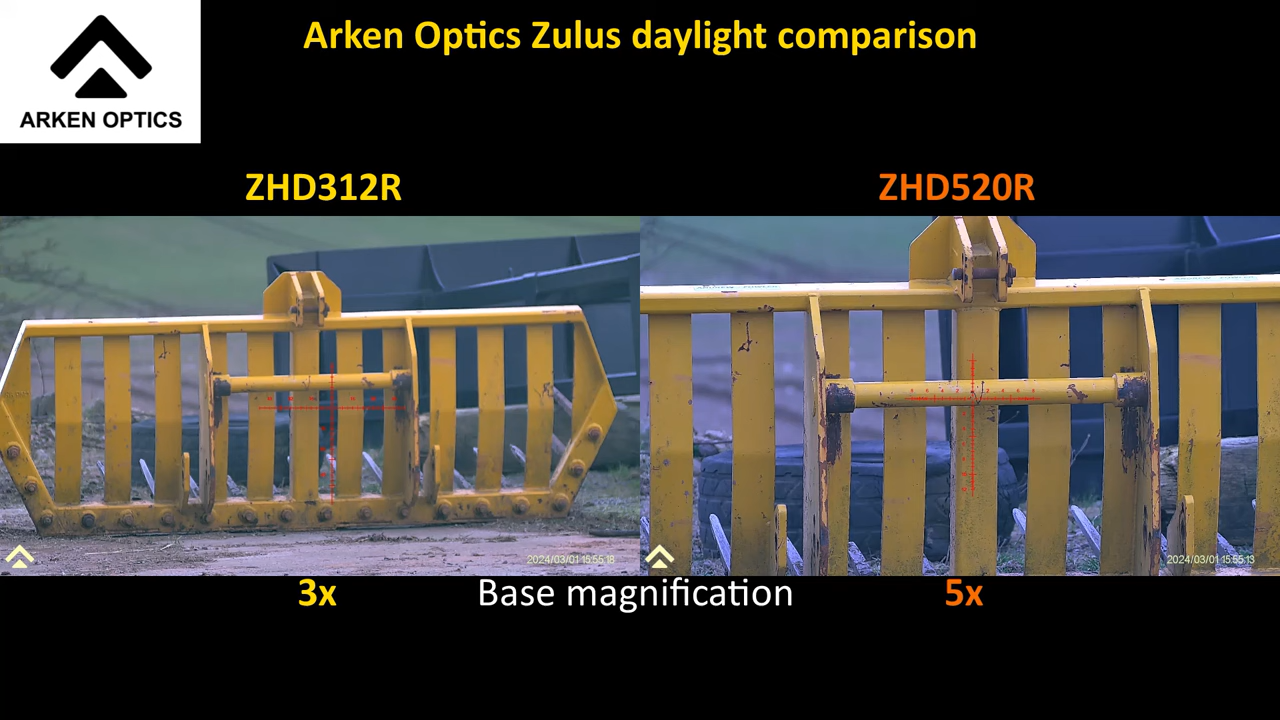 Arken Optics Zulus daylight comparison
ARKEN OPTICS
ZHD312R
ZHD520R
2024/03/01 15:55:18
2024/03/01 15:55:13
3x
Base magnification
5x